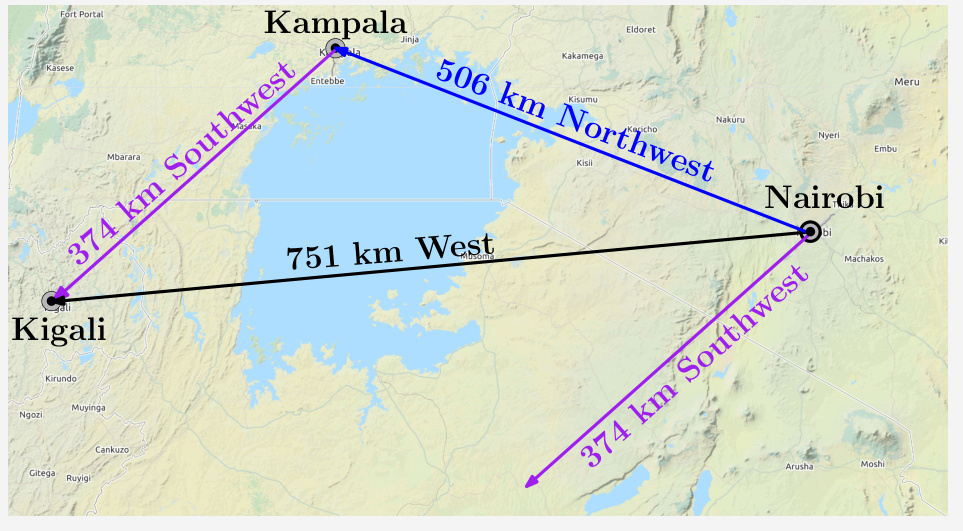 Fort Portal
Kampala
Jinja
Eldoret
Kakamega
Kasese
Entebbe
Meru
506 km Northwest
Kisumu
Nakuru
Masaka
Kericho
Nyeri
Embu
Mbarara
Kisii
374 km Southwest
Nairobi
751 km West
Musoma
Machakos
Ki
Kigali
374 km Southwest
Kirundo
Ngozi
Muyinga
Cankuzo
Gitega
Ruyigi
Arusha
Moshi